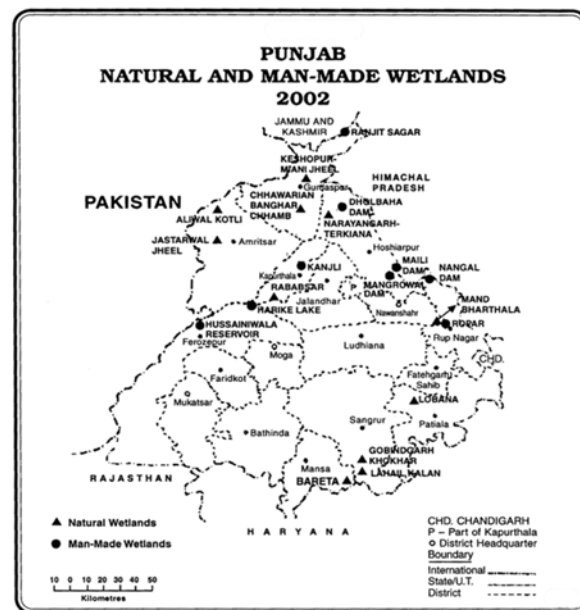 PUNJAB
NATURAL AND MAN-MADE WETLANDS
2002
JAMMU AND
KASHMIR
RANJIT SAGAR
KESHOPUR-
MIANI JHEEL
Gurdaspur
HIMACHAL
PRADESH
PAKISTAN
CHHAWARIAN
BANGHAR
CHHAMB
DHOLBAHA
DAM
ALIWAL KOTLI
NARAYANGARH-
TERKIANA
JASTARWAL
JHEEL
Amritsar
Hoshiarpur
KANJLI
MAILI
DAM
NANGAL
DAM
Kapurthala
RABABSAR
Jalandhar
P
MANGROWAL
DAM
Nawanshahr
MAND
BHARTHALA
HARIKE LAKE
HUSSAINIWALA
RESERVOIR
ROPAR
Rup Nagar
Ferozepur
Moga
Ludhiana
CHD.
Faridkot
Fatehgarh
Sahib
Mukatsar
LOBANA
Patiala
Bathinda
Sangrur
GOBINDGARH
KHOKHAR
Mansa
LAHAIL KALAN
BARETA
RAJASTHAN
HARYANA
Natural Wetlands
Man-Made Wetlands
10 0 10 20 30 40 50
Kilometres
CHD. CHANDIGARH
P – Part of Kapurthala
District Headquarter
Boundary
International
State/U.T.
District